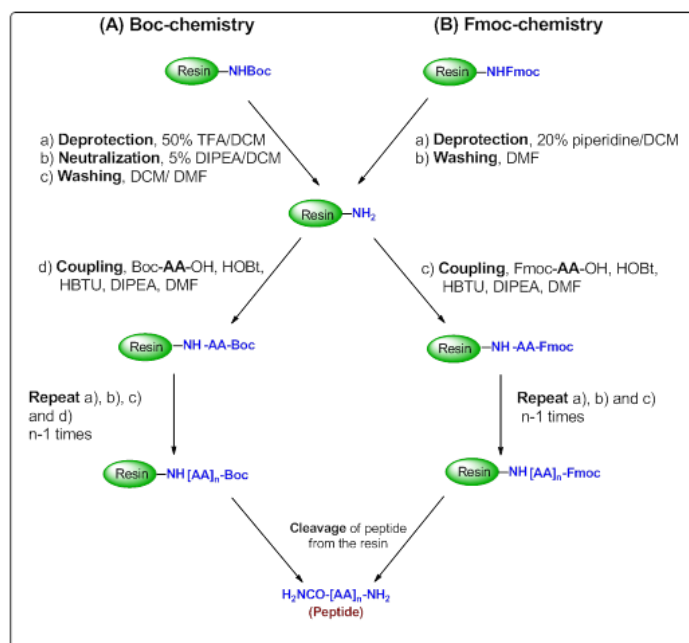 (A) Boc-chemistry
Resin
NHBoc
a) Deprotection, 50% TFA/DCM
b) Neutralization, 5% DIPEA/DCM
c) Washing, DCM/ DMF
(B) Fmoc-chemistry
Resin
NHFmoc
a) Deprotection, 20% piperidine/DCM
b) Washing, DMF
Resin
NH₂
d) Coupling, Boc-AA-OH, HOBt,
HBTU, DIPEA, DMF
c) Coupling, Fmoc-AA-OH, HOBt,
HBTU, DIPEA, DMF
Resin
NH -AA-Boc
Resin
NH -AA-Fmoc
Repeat a), b), c)
and d)
n-1 times
Repeat a), b) and c)
n-1 times
Resin
NH [AA]ₙ-Boc
Resin
NH [AA]ₙ-Fmoc
Cleavage of peptide
from the resin
H₂NCO-[AA]ₙ-NH₂
(Peptide)